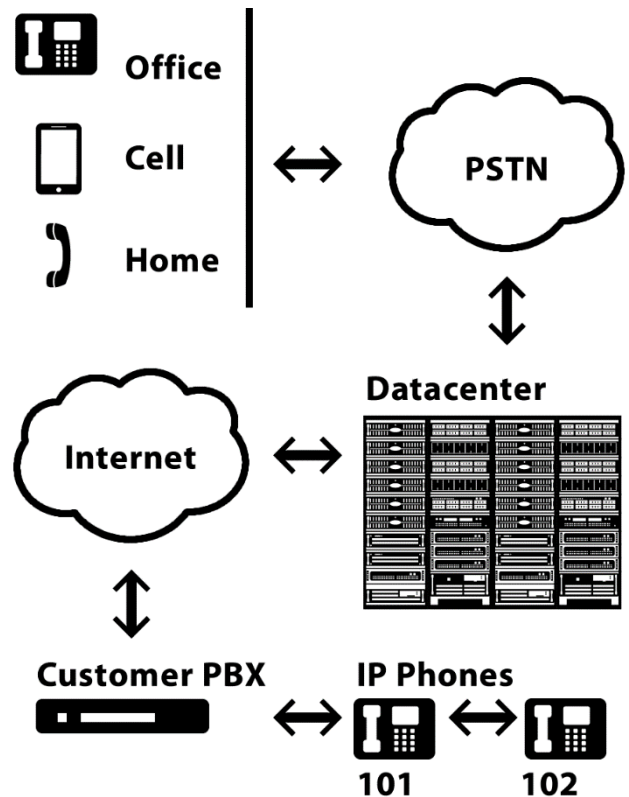 Office
Cell
PSTN
Home
Datacenter
Internet
Customer PBX
IP Phones
101
102